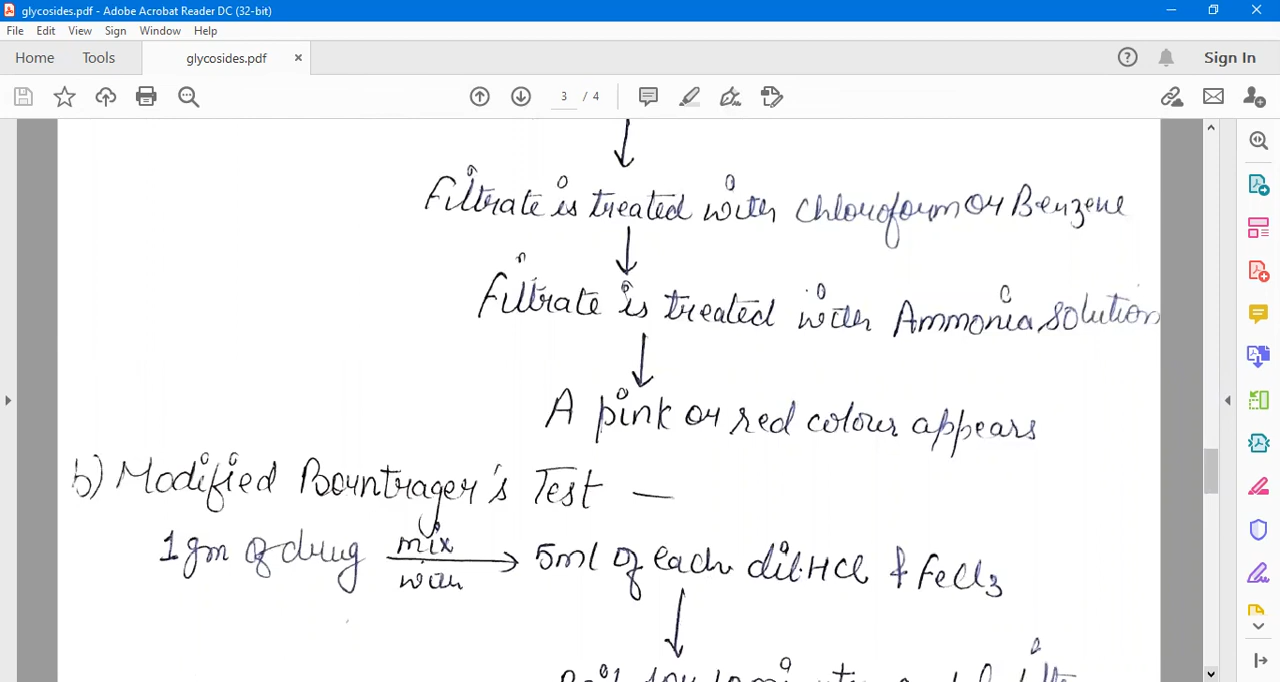 glycosides.pdf - Adobe Acrobat Reader DC (32-bit)
File Edit View Sign Window Help
Home Tools glycosides.pdf × Sign In
3 / 4
Filtrate is treated with Chloroform or Benzene
Filtrate is treated with Ammonia solution
A pink or red colour appears
b) Modified Borntrager's Test —
1gm of drug mix with 5ml of each dil.HCl & FeCl3